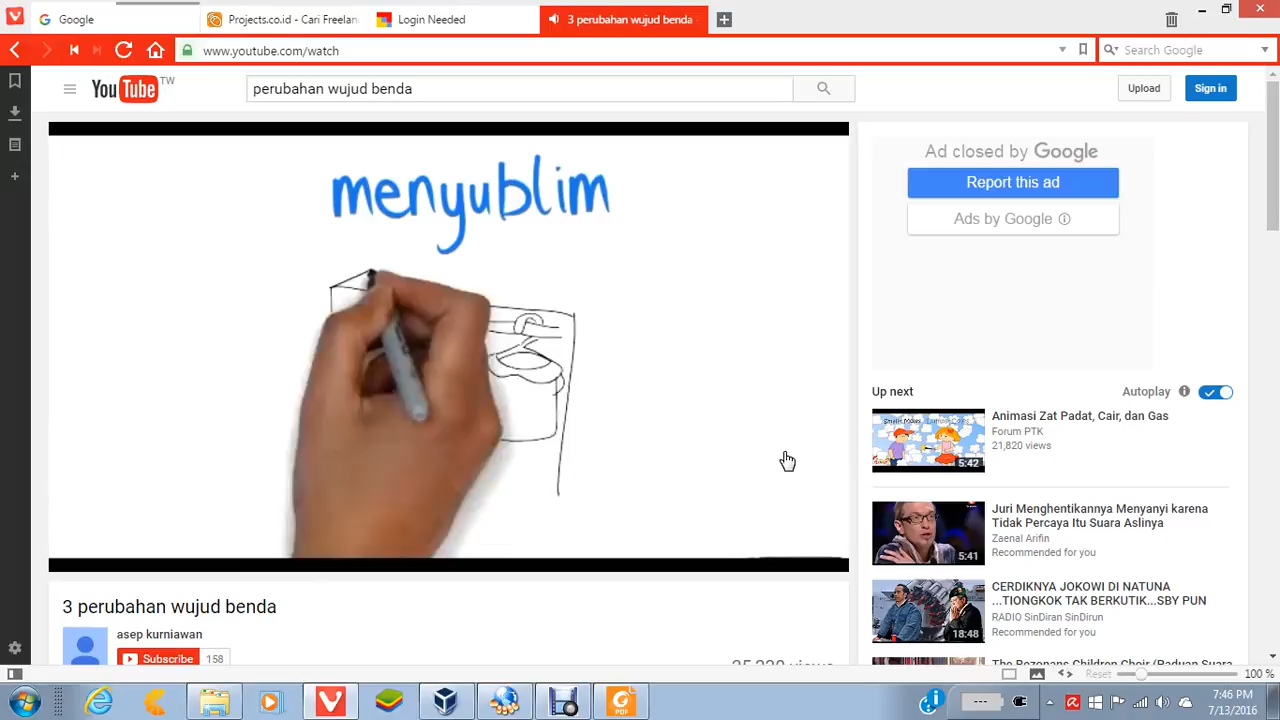 Google
Projects.co.id - Cari Freelan
Login Needed
3 perubahan wujud benda
www.youtube.com/watch
Search Google
YouTube TW
perubahan wujud benda
Upload
Sign in
menyublim
Ad closed by Google
Report this ad
Ads by Google
Up next
Autoplay
Animasi Zat Padat, Cair, dan Gas
Forum PTK
21,820 views
5:42
Juri Menghentikannya Menyanyi karena
Tidak Percaya Itu Suara Aslinya
Zaenal Arifin
Recommended for you
5:41
CERDIKNYA JOKOWI DI NATUNA
...TIONGKOK TAK BERKUTIK...SBY PUN
RADIO SinDiran SinDirun
Recommended for you
18:48
3 perubahan wujud benda
asep kurniawan
Subscribe 158
Reset
100 %
PDF
7:46 PM
7/13/2016